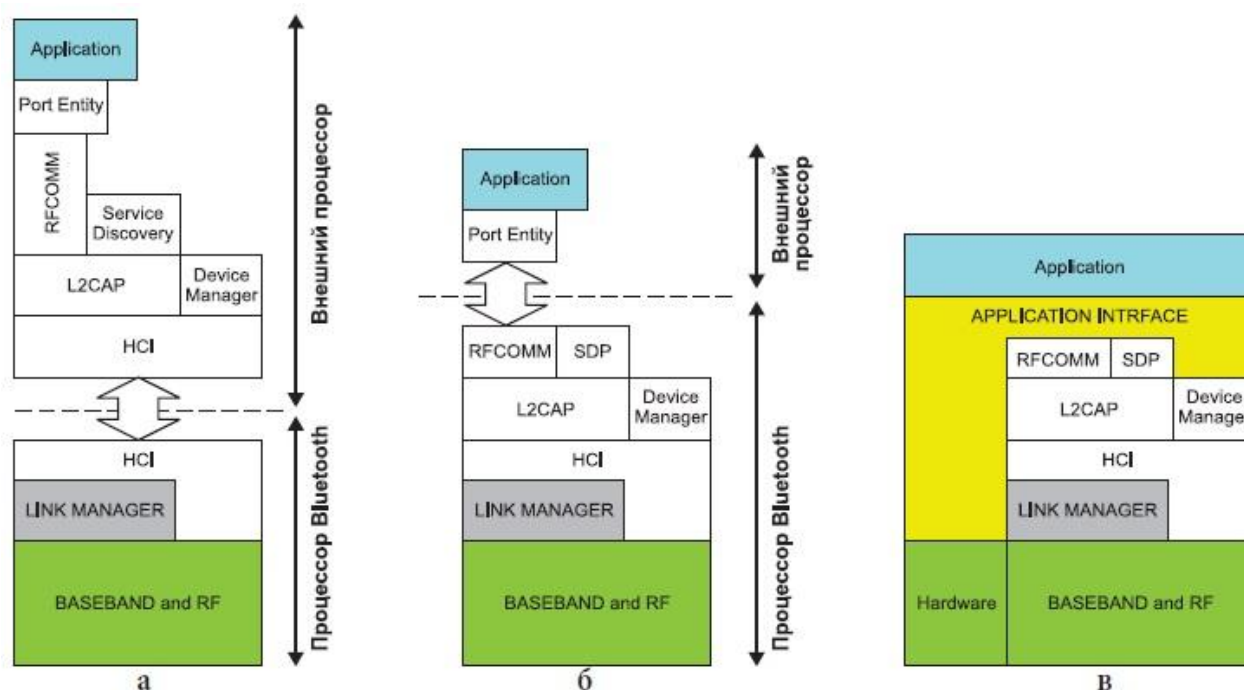 Application
Port Entity
RFCOMM
Service
Discovery
L2CAP
Device
Manager
HCI
HCI
LINK MANAGER
BASEBAND and RF
Внешний процессор
Процессор Bluetooth
а
Application
Port Entity
RFCOMM
SDP
L2CAP
Device
Manager
HCI
LINK MANAGER
BASEBAND and RF
Внешний
процессор
Процессор Bluetooth
б
Application
APPLICATION INTRFACE
RFCOMM
SDP
L2CAP
Device
Manager
HCI
LINK MANAGER
Hardware
BASEBAND and RF
в